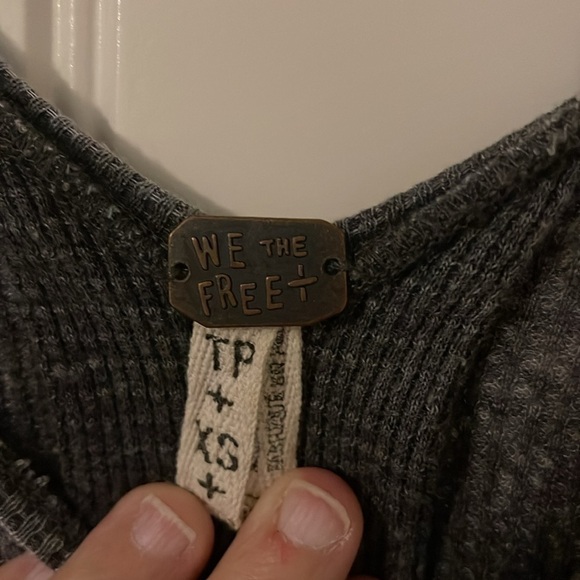 WE THE
FREE+
TP
+
XS
+